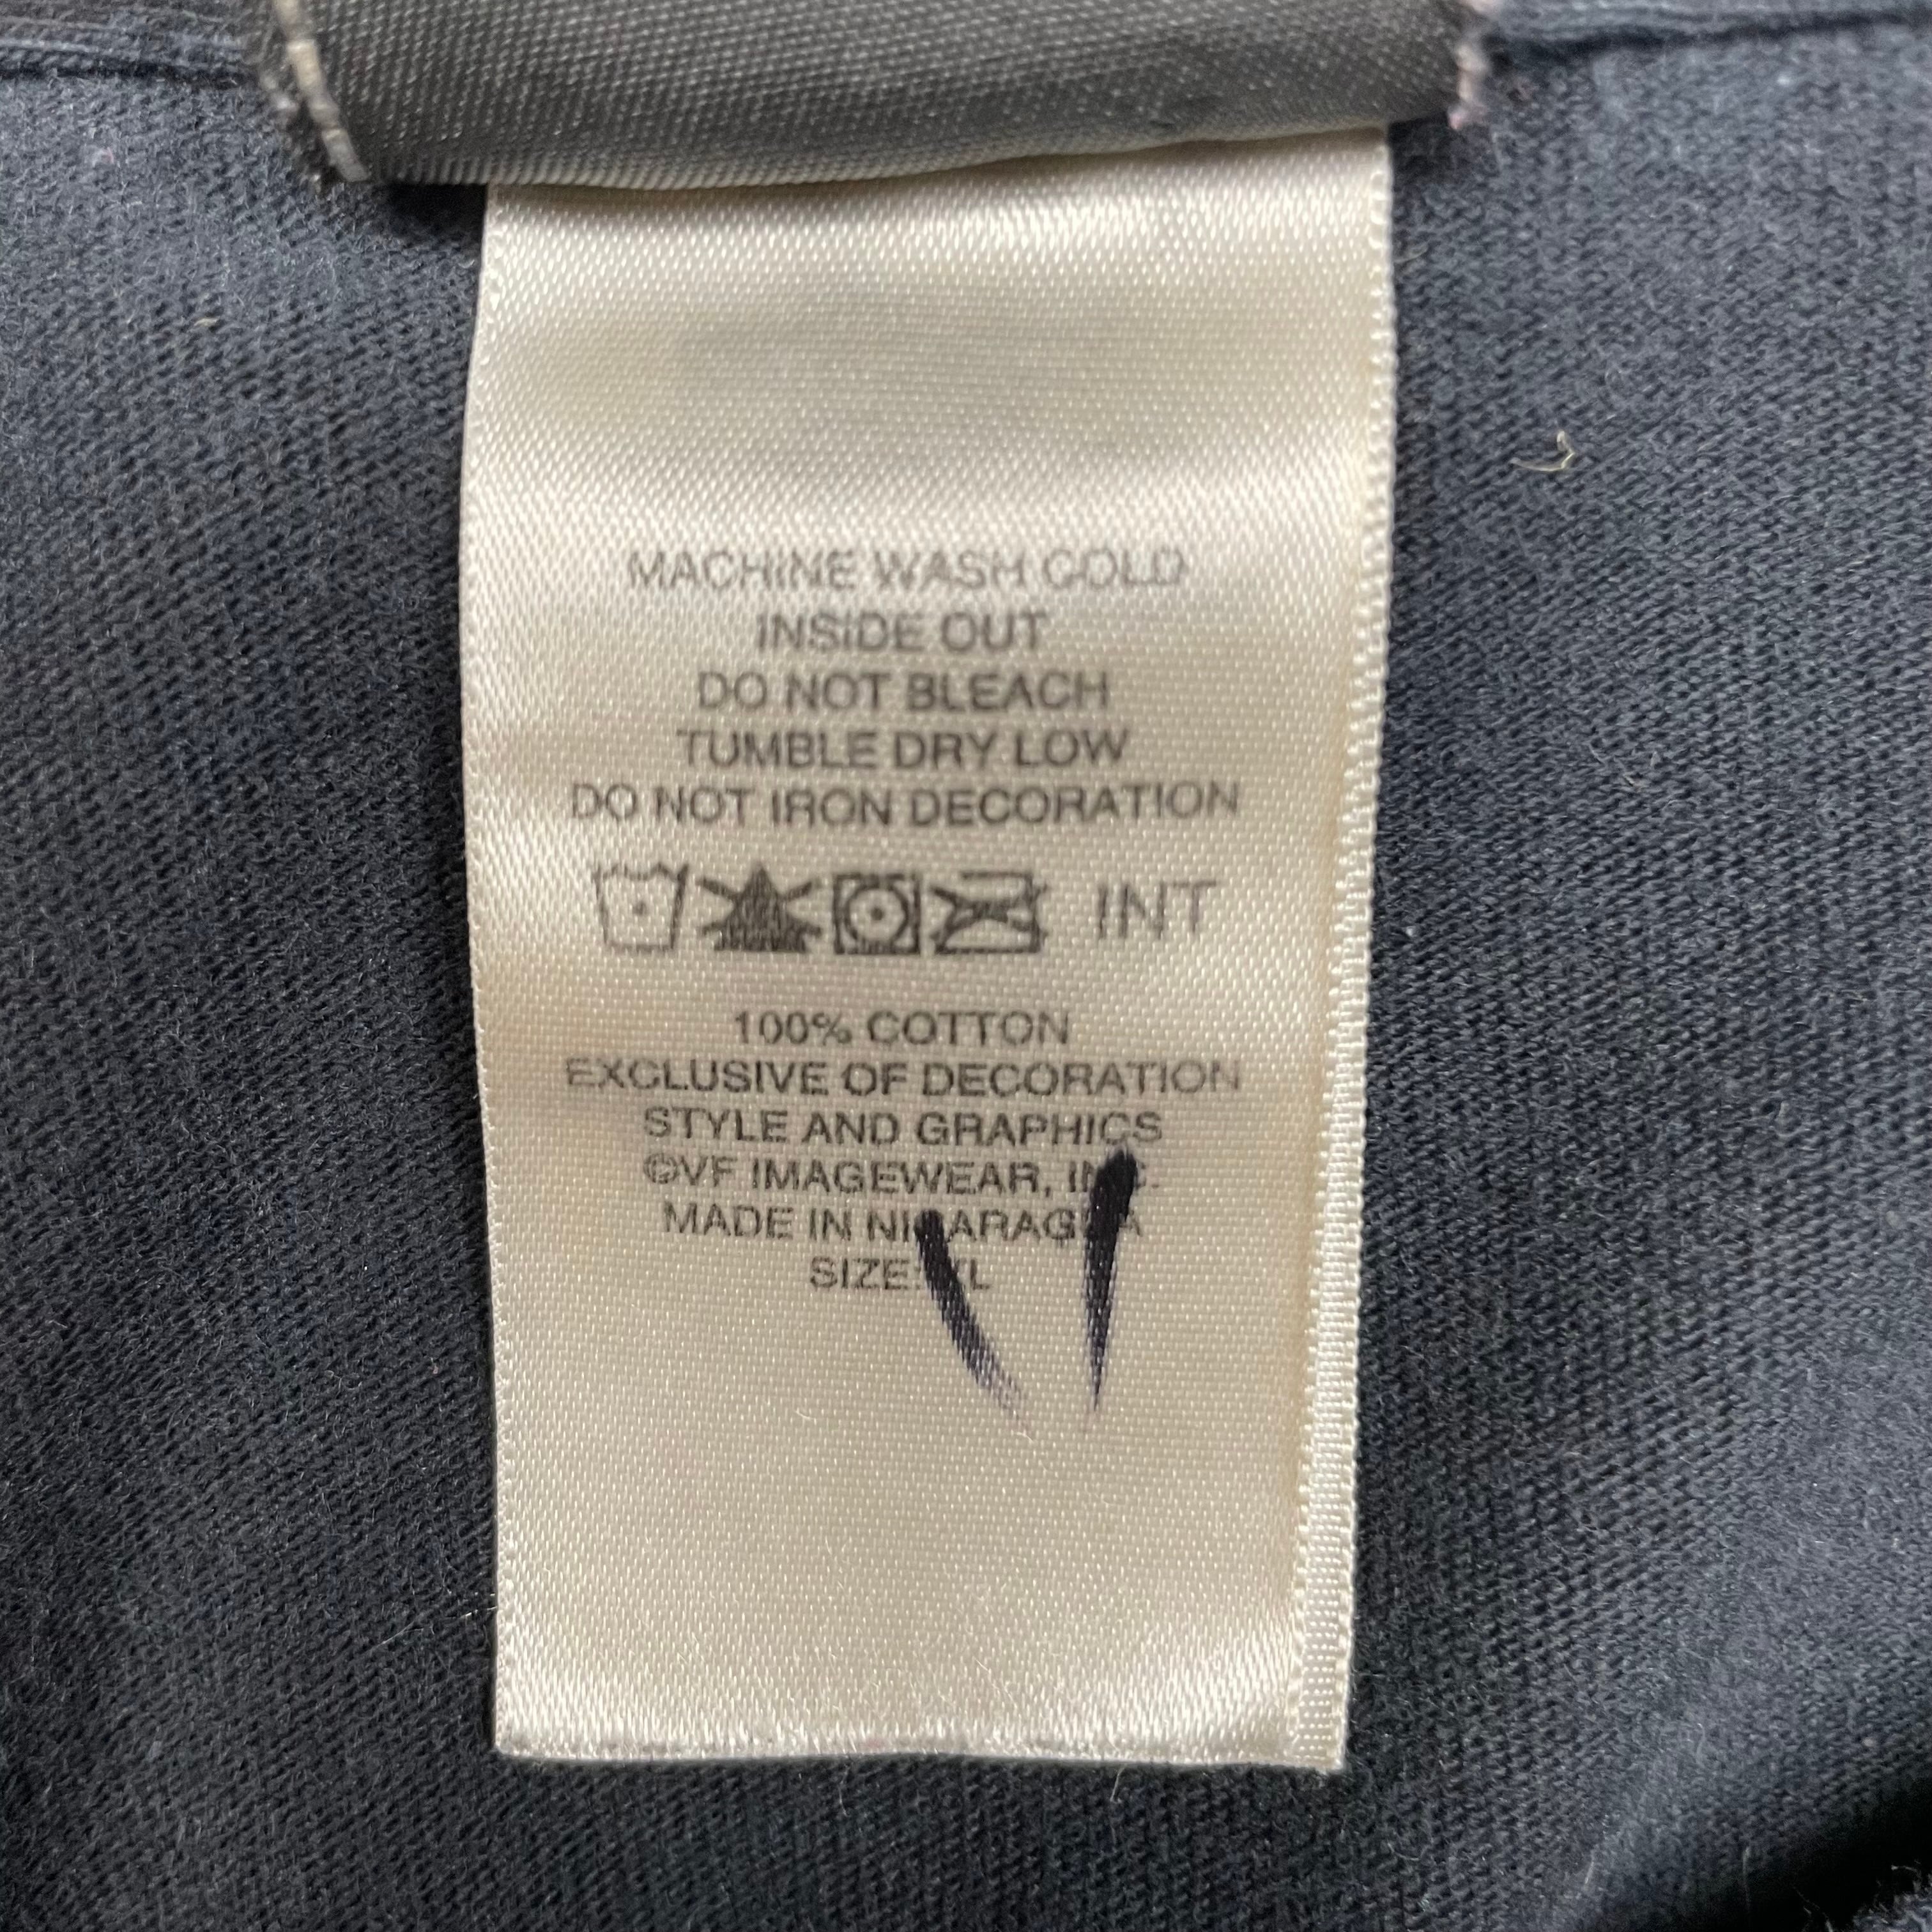 MACHINE WASH COLD
INSIDE OUT
DO NOT BLEACH
TUMBLE DRY LOW
DO NOT IRON DECORATION
INT
100% COTTON
EXCLUSIVE OF DECORATION
STYLE AND GRAPHICS
©VF IMAGEWEAR, INC.
MADE IN NICARAGUA
SIZE: XL